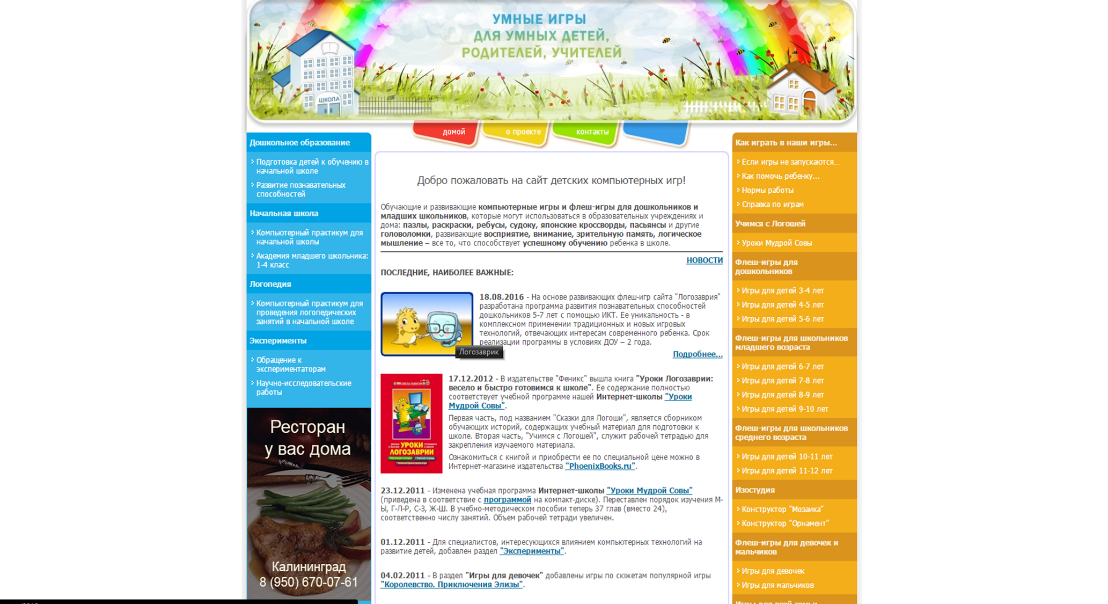 УМНЫЕ ИГРЫ
ДЛЯ УМНЫХ ДЕТЕЙ,
РОДИТЕЛЕЙ, УЧИТЕЛЕЙ
ШКОЛА
домой
о проекте
контакты
Дошкольное образование
Подготовка детей к обучению в
начальной школе
Развитие познавательных
способностей
Начальная школа
Компьютерный практикум для
начальной школы
Академия младшего школьника:
1-4 класс
Логопедия
Компьютерный практикум для
проведения логопедических
занятий в начальной школе
Эксперименты
Обращение к
экспериментаторам
Научно-исследовательские
работы
Ресторан
у вас дома
Калининград
8 (950) 670-07-61
Добро пожаловать на сайт детских компьютерных игр!
Обучающие и развивающие компьютерные игры и флеш-игры для дошкольников и
младших школьников, которые могут использоваться в образовательных учреждениях и
дома: пазлы, раскраски, ребусы, судоку, японские кроссворды, пасьянсы и другие
головоломки, развивающие восприятие, внимание, зрительную память, логическое
мышление – все то, что способствует успешному обучению ребенка в школе.
НОВОСТИ
ПОСЛЕДНИЕ, НАИБОЛЕЕ ВАЖНЫЕ:
18.08.2016 - На основе развивающих флеш-игр сайта "Логозаврия"
разработана программа развития познавательных способностей
дошкольников 5-7 лет с помощью ИКТ. Ее уникальность - в
комплексном применении традиционных и новых игровых
технологий, отвечающих интересам современного ребенка. Срок
реализации программы в условиях ДОУ – 2 года.
Логозаврик
Подробнее...
17.12.2012 - В издательстве "Феникс" вышла книга "Уроки Логозаврии:
весело и быстро готовимся к школе". Ее содержание полностью
соответствует учебной программе нашей Интернет-школы "Уроки
Мудрой Совы".
Первая часть, под названием "Сказки для Логоши", является сборником
обучающих историй, содержащих учебный материал для подготовки к
школе. Вторая часть, "Учимся с Логошей", служит рабочей тетрадью для
закрепления изучаемого материала.
Ознакомиться с книгой и приобрести ее по специальной цене можно в
Интернет-магазине издательства "PhoenixBooks.ru".
УРОКИ
ЛОГОЗАВРИИ
23.12.2011 - Изменена учебная программа Интернет-школы "Уроки Мудрой Совы"
(приведена в соответствие с программой на компакт-диске). Переставлен порядок изучения М-
Ы, Г-Л-Р, С-З, Ж-Ш. В учебно-методическом пособии теперь 37 глав (вместо 24),
соответственно числу занятий. Объем рабочей тетради увеличен.
01.12.2011 - Для специалистов, интересующихся влиянием компьютерных технологий на
развитие детей, добавлен раздел "Эксперименты".
04.02.2011 - В раздел "Игры для девочек" добавлены игры по сюжетам популярной игры
"Королевство. Приключения Элизы".
Как играть в наши игры...
Если игры не запускаются...
Как помочь ребенку...
Нормы работы
Справка по играм
Учимся с Логошей
Уроки Мудрой Совы
Флеш-игры для
дошкольников
Игры для детей 3-4 лет
Игры для детей 4-5 лет
Игры для детей 5-6 лет
Флеш-игры для школьников
младшего возраста
Игры для детей 6-7 лет
Игры для детей 7-8 лет
Игры для детей 8-9 лет
Игры для детей 9-10 лет
Флеш-игры для школьников
среднего возраста
Игры для детей 10-11 лет
Игры для детей 11-12 лет
Изостудия
Конструктор "Мозаика"
Конструктор "Орнамент"
Флеш-игры для девочек и
мальчиков
Игры для девочек
Игры для мальчиков